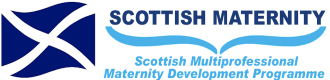 SCOTTISH MATERNITY
Scottish Multiprofessional
Maternity Development Programme